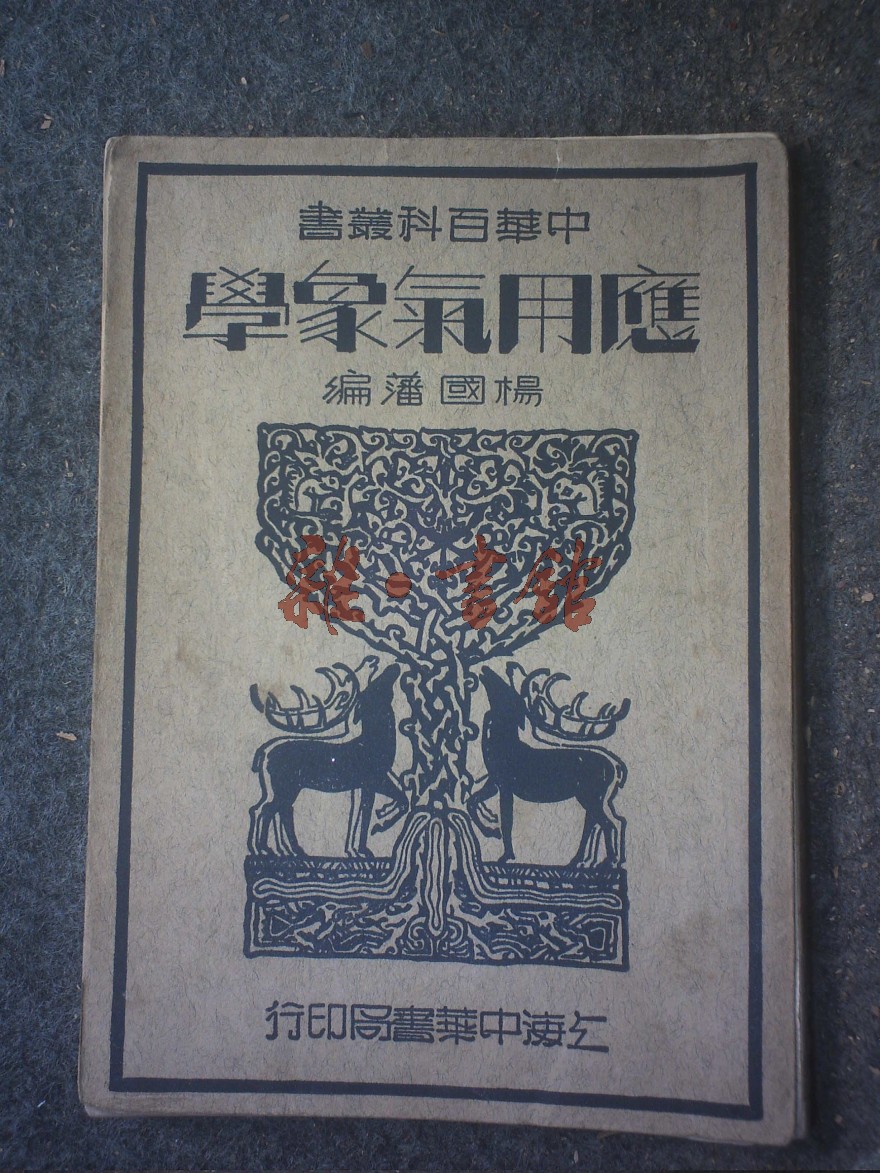 中華百科叢書
應用氣象學
楊國藩編
雜·書館
上海中華書局印行